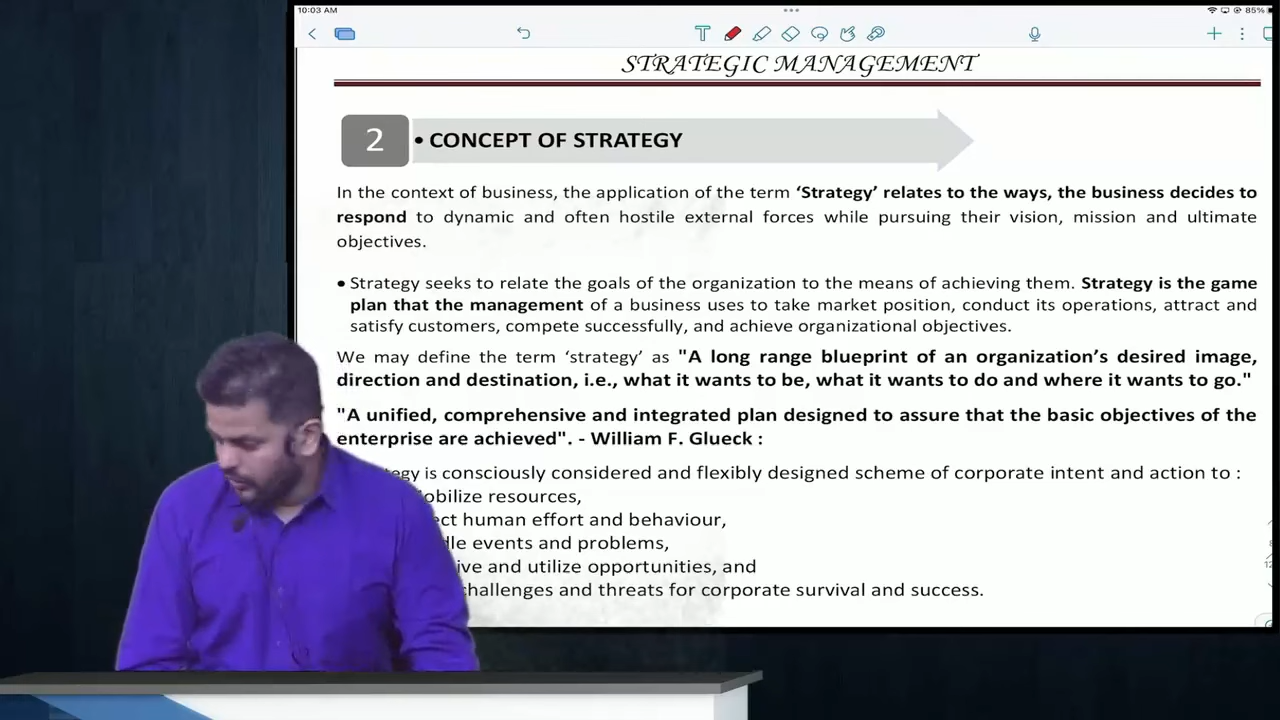 10:03 AM
85%
STRATEGIC MANAGEMENT
2
• CONCEPT OF STRATEGY
In the context of business, the application of the term ‘Strategy’ relates to the ways, the business decides to
respond to dynamic and often hostile external forces while pursuing their vision, mission and ultimate
objectives.
• Strategy seeks to relate the goals of the organization to the means of achieving them. Strategy is the game
plan that the management of a business uses to take market position, conduct its operations, attract and
satisfy customers, compete successfully, and achieve organizational objectives.
We may define the term ‘strategy’ as "A long range blueprint of an organization’s desired image,
direction and destination, i.e., what it wants to be, what it wants to do and where it wants to go."
"A unified, comprehensive and integrated plan designed to assure that the basic objectives of the
enterprise are achieved". - William F. Glueck :
is consciously considered and flexibly designed scheme of corporate intent and action to :
resources,
human effort and behaviour,
events and problems,
and utilize opportunities, and
challenges and threats for corporate survival and success.